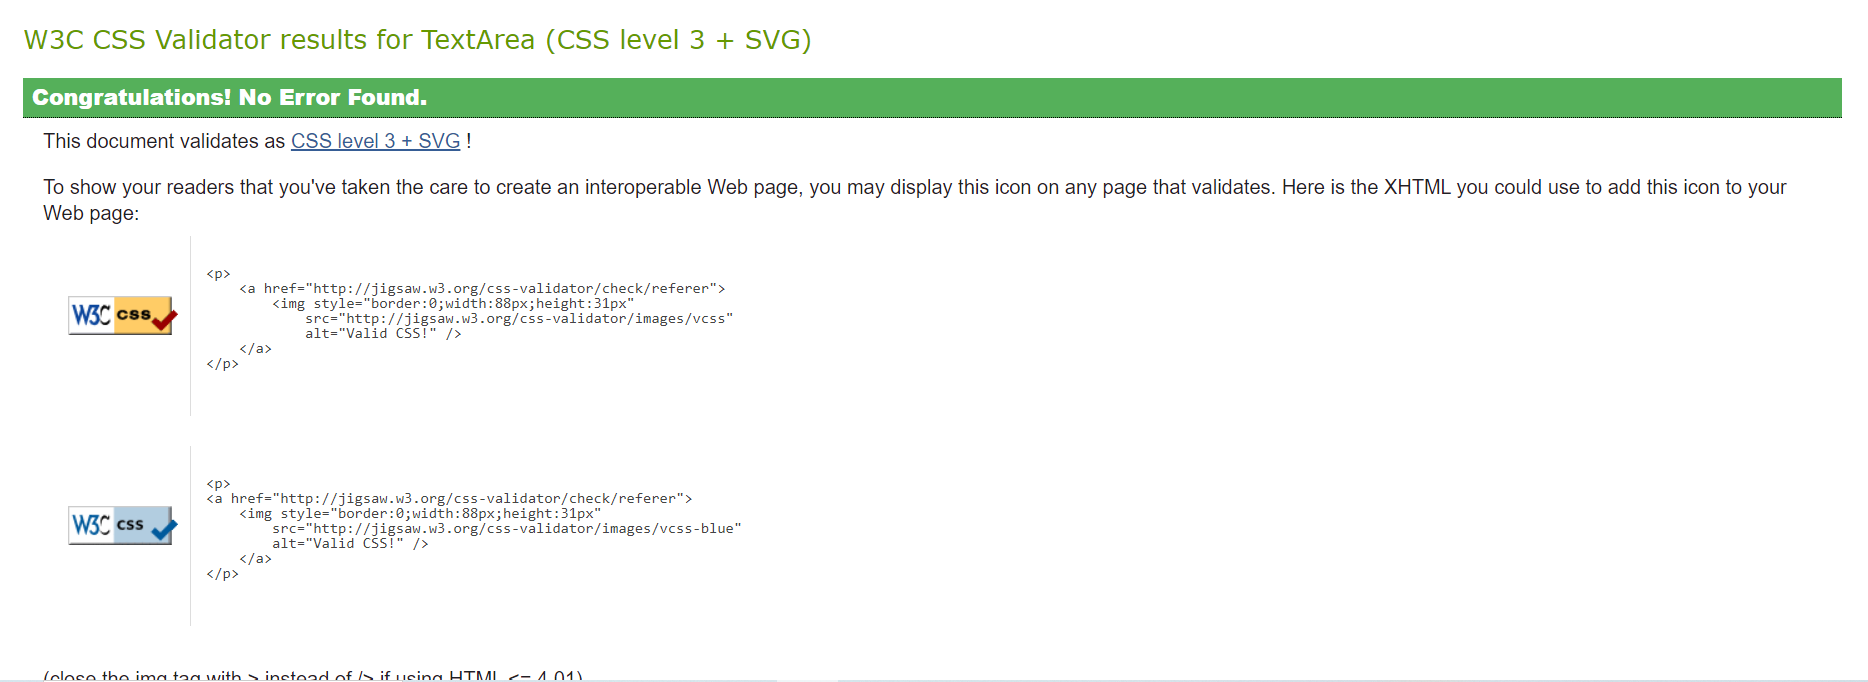 W3C CSS Validator results for TextArea (CSS level 3 + SVG)
Congratulations! No Error Found.
This document validates as CSS level 3 + SVG !
To show your readers that you've taken the care to create an interoperable Web page, you may display this icon on any page that validates. Here is the XHTML you could use to add this icon to your
Web page:
W3C css
<p>
<a href="http://jigsaw.w3.org/css-validator/check/referer">
<img style="border:0;width:88px;height:31px"
src="http://jigsaw.w3.org/css-validator/images/vcss"
alt="Valid CSS!" />
</a>
</p>
W3C css
<p>
<a href="http://jigsaw.w3.org/css-validator/check/referer">
<img style="border:0;width:88px;height:31px"
src="http://jigsaw.w3.org/css-validator/images/vcss-blue"
alt="Valid CSS!" />
</a>
</p>
(close the img tag with > instead of /> if using HTML <= 4.01)